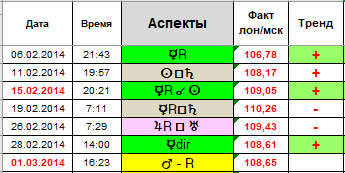 Дата Время Аспекты Факт лон/мск Тренд
06.02.2014 21:43 ☿R 106,78 +
11.02.2014 19:57 ☉□♄ 108,17 +
15.02.2014 20:21 ☿R☌☉ 109,05 +
19.02.2014 7:11 ☿R□♄ 110,26 -
26.02.2014 7:29 ♃R □ ♅ 109,43 -
28.02.2014 14:00 ☿dir 108,61 +
01.03.2014 16:23 ♂ - R 108,65